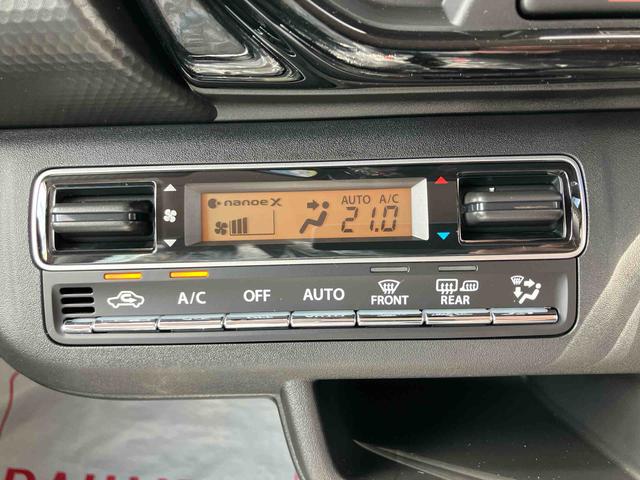 nanoe X
AUTO A/C
21.0
A/C
OFF
AUTO
FRONT
REAR